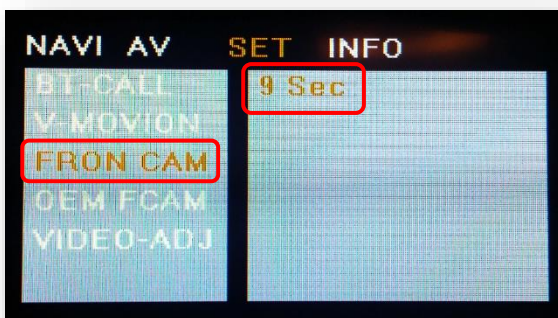 NAVI AV SET INFO
BT-CALL
9 Sec
V-MOVION
FRON CAM
OEM FCAM
VIDEO-ADJ